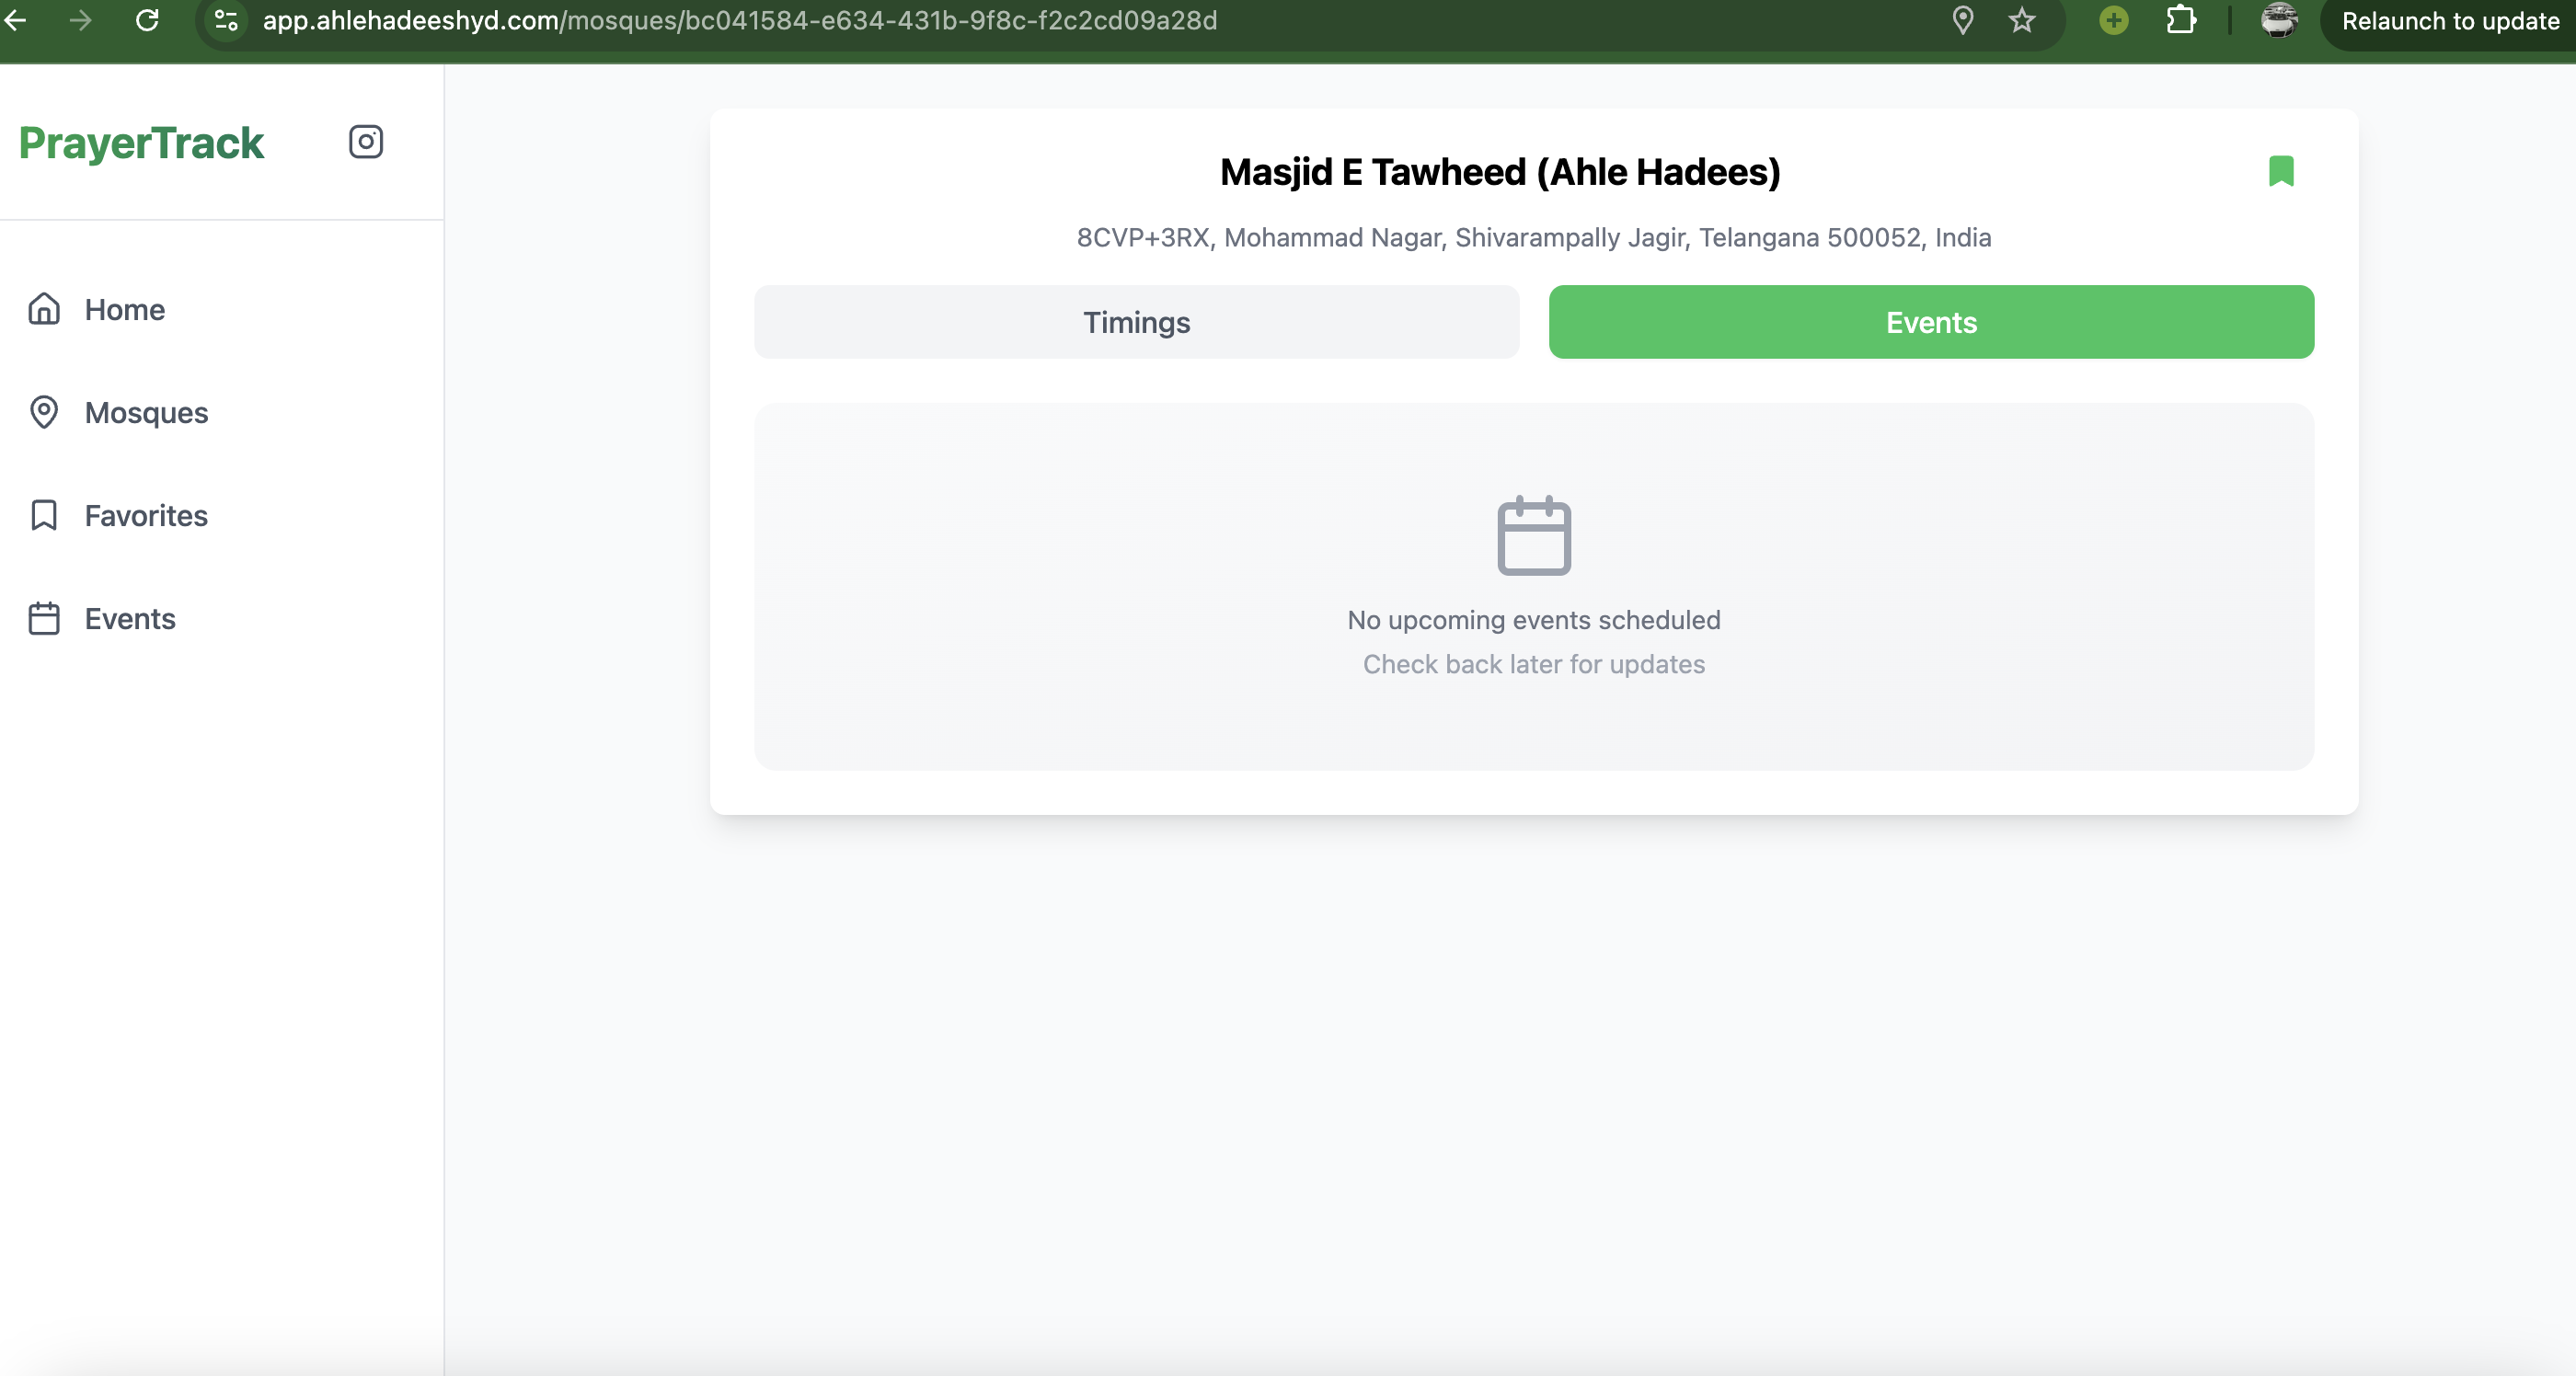 app.ahlehadeeshyd.com/mosques/bc041584-e634-431b-9f8c-f2c2cd09a28d
Relaunch to update
PrayerTrack
Home
Mosques
Favorites
Events
Masjid E Tawheed (Ahle Hadees)
8CVP+3RX, Mohammad Nagar, Shivarampally Jagir, Telangana 500052, India
Timings
Events
No upcoming events scheduled
Check back later for updates